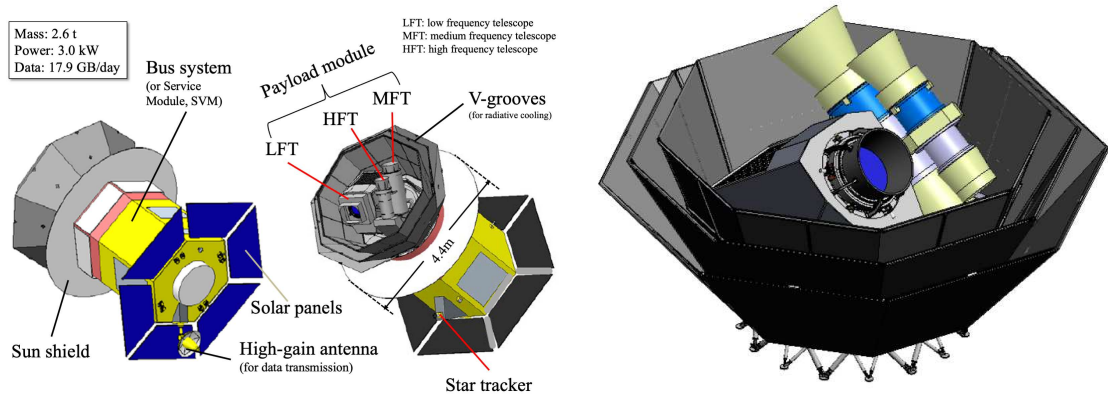 Mass: 2.6 t
Power: 3.0 kW
Data: 17.9 GB/day
LFT: low frequency telescope
MFT: medium frequency telescope
HFT: high frequency telescope
Bus system
(or Service
Module, SVM)
Payload module
MFT
HFT
LFT
V-grooves
(for radiative cooling)
4.4m
Solar panels
Sun shield
High-gain antenna
(for data transmission)
Star tracker